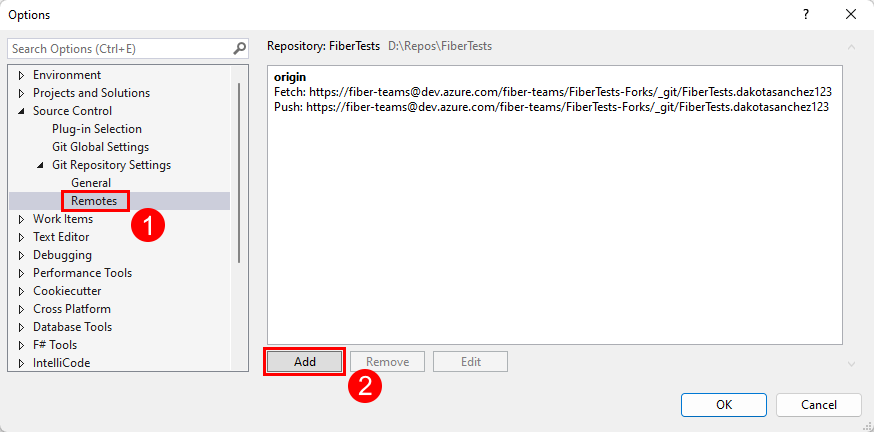 Options
?
Search Options (Ctrl+E)
Environment
Projects and Solutions
Source Control
Plug-in Selection
Git Global Settings
Git Repository Settings
General
Remotes
1
Work Items
Text Editor
Debugging
Performance Tools
Cookiecutter
Cross Platform
Database Tools
F# Tools
IntelliCode
Repository: FiberTests D:\Repos\FiberTests
origin
Fetch: https://fiber-teams@dev.azure.com/fiber-teams/FiberTests-Forks/_git/FiberTests.dakotasanchez123
Push: https://fiber-teams@dev.azure.com/fiber-teams/FiberTests-Forks/_git/FiberTests.dakotasanchez123
Add Remove Edit
2
OK Cancel